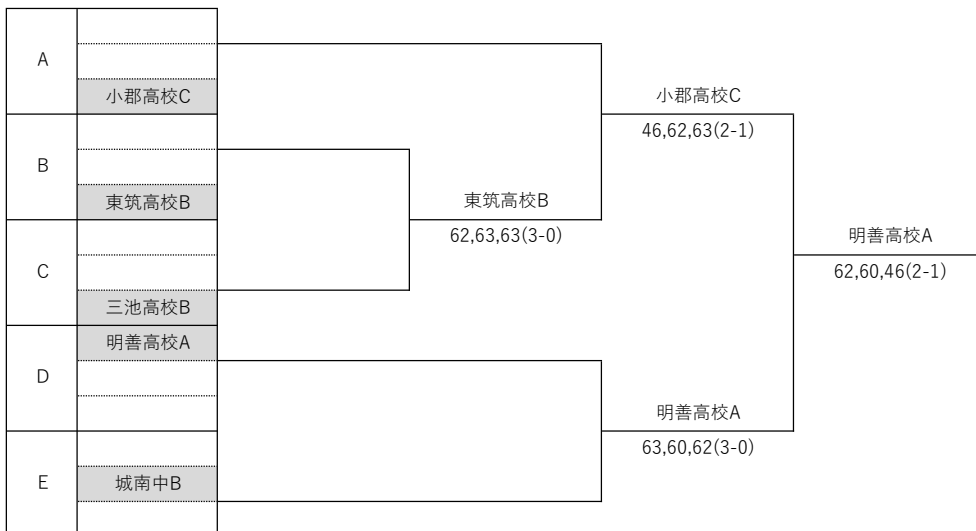 A
小郡高校C
B
東筑高校B
C
三池高校B
D
明善高校A
E
城南中B
東筑高校B
62,63,63(3-0)
小郡高校C
46,62,63(2-1)
明善高校A
63,60,62(3-0)
明善高校A
62,60,46(2-1)